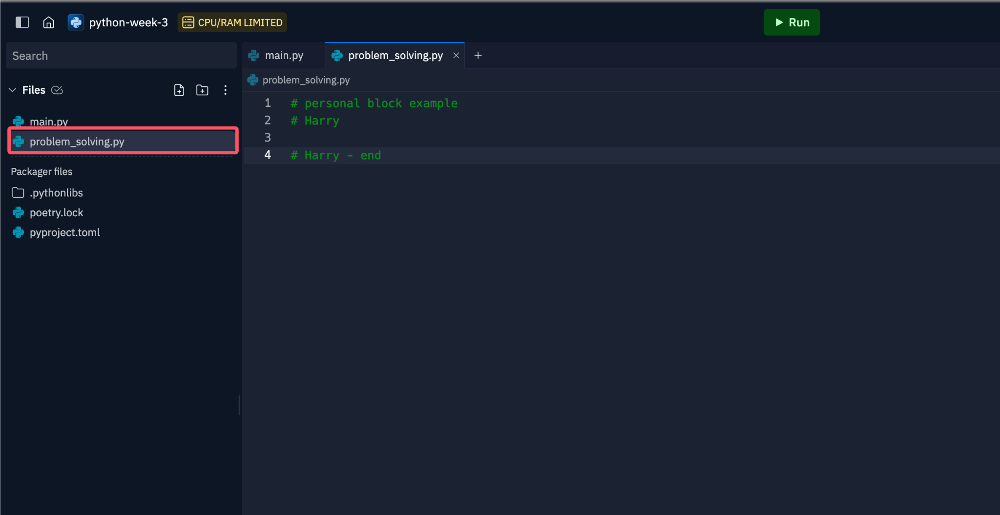 python-week-3 CPU/RAM LIMITED Run
Search
Files
main.py
problem_solving.py
Packager files
.pythonlibs
poetry.lock
pyproject.toml
main.py problem_solving.py
problem_solving.py
1 # personal block example
2 # Harry
3
4 # Harry - end